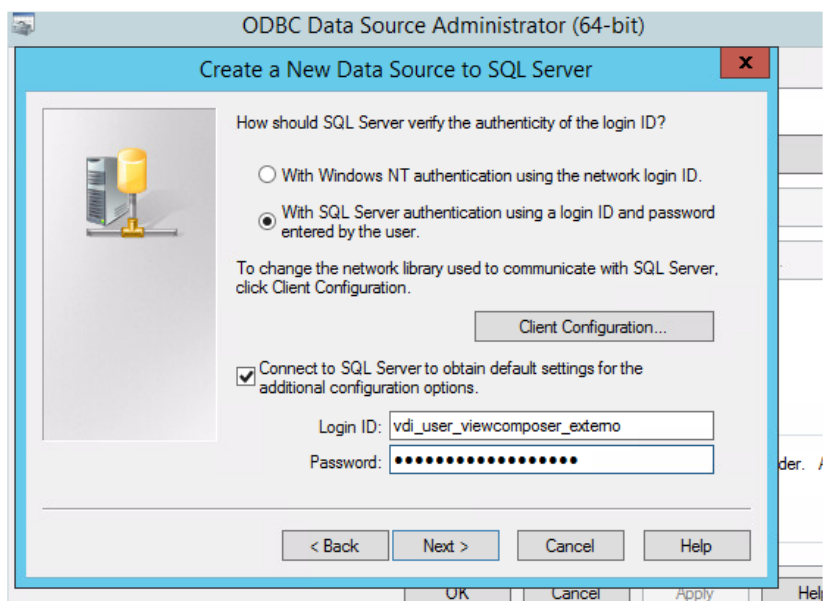 ODBC Data Source Administrator (64-bit)
Create a New Data Source to SQL Server
x
How should SQL Server verify the authenticity of the login ID?
With Windows NT authentication using the network login ID.
With SQL Server authentication using a login ID and password
entered by the user.
To change the network library used to communicate with SQL Server,
click Client Configuration.
Client Configuration...
Connect to SQL Server to obtain default settings for the
additional configuration options.
Login ID: vdi_user_viewcomposer_externo
Password: ●●●●●●●●●●●●●●●●●●
der.
< Back Next > Cancel Help
OK Cancel Apply Help